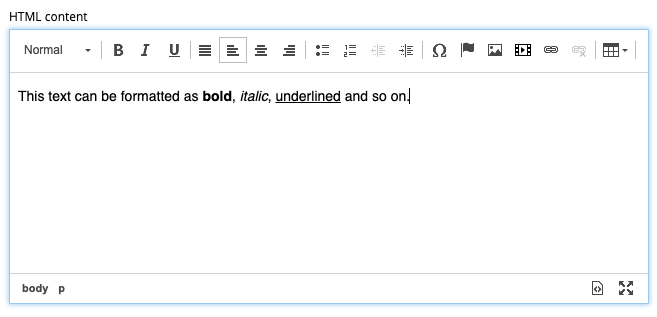 HTML content
Normal B I U Ω
This text can be formatted as bold, italic, underlined and so on.
body p